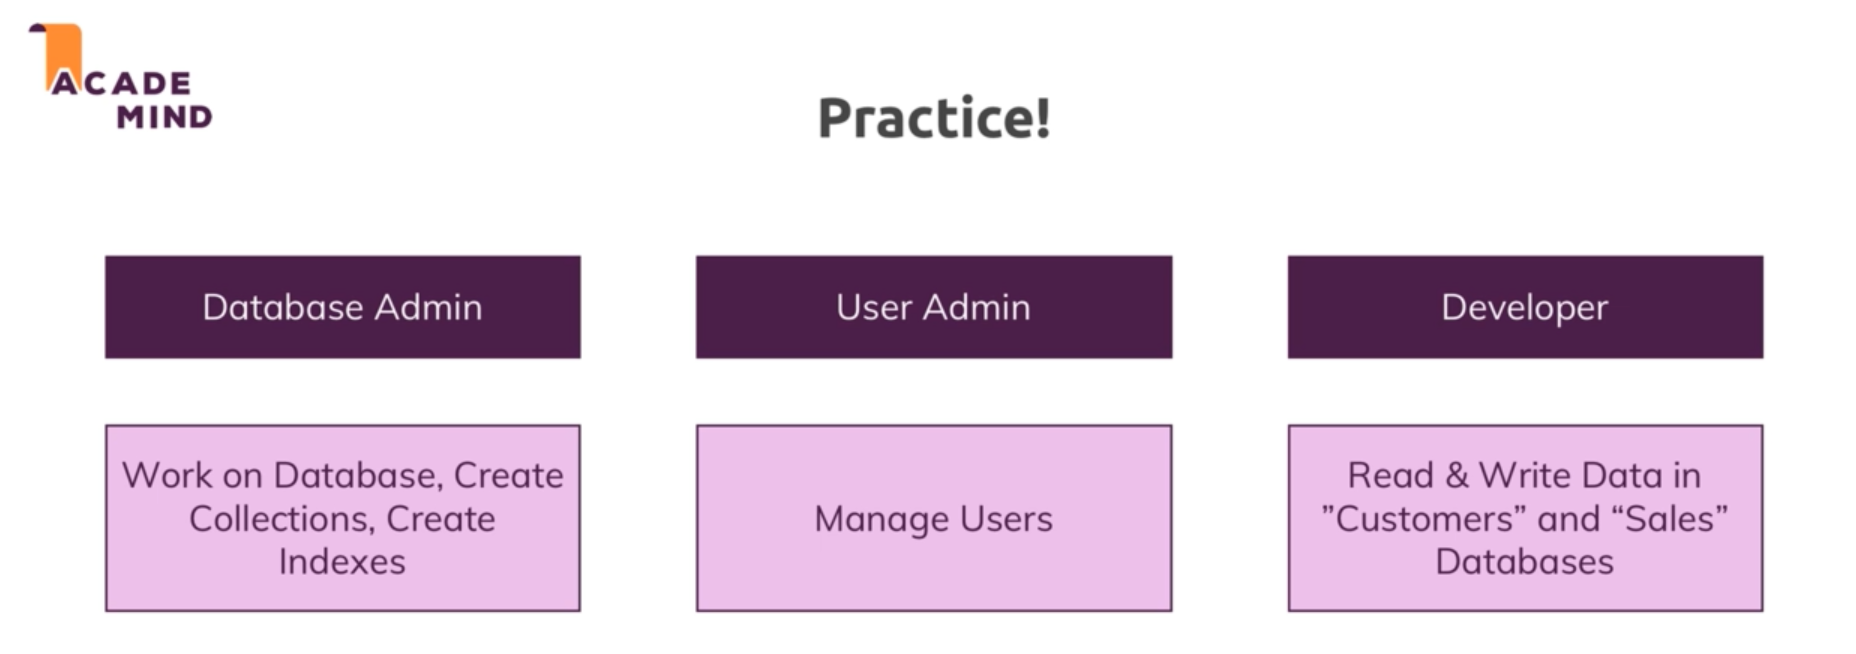 ACADE
MIND
Practice!
Database Admin
User Admin
Developer
Work on Database, Create
Collections, Create
Indexes
Manage Users
Read & Write Data in
”Customers” and “Sales”
Databases